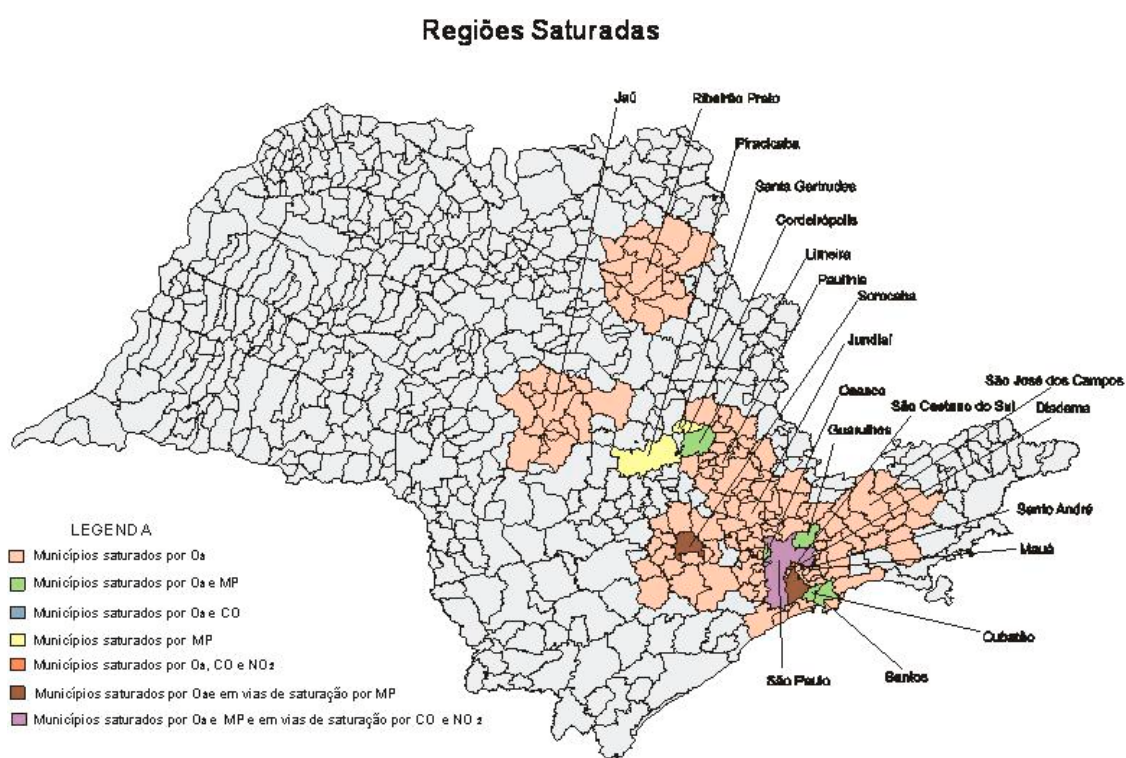 Regiões Saturadas
Jaú
Ribeirão Preto
Piracicaba
Santa Gertrudes
Cordeirópolis
Limeira
Paulínia
Sorocaba
Jundiaí
Osasco
São José dos Campos
São Caetano do Sul
Diadema
Guarulhos
Santo André
Mauá
Cubatão
Santos
São Paulo
LEGENDA
Municípios saturados por O₃
Municípios saturados por O₃ e MP
Municípios saturados por O₃ e CO
Municípios saturados por MP
Municípios saturados por O₃, CO e NO₂
Municípios saturados por O₃e em vias de saturação por MP
Municípios saturados por O₃ e MP e em vias de saturação por CO e NO₂